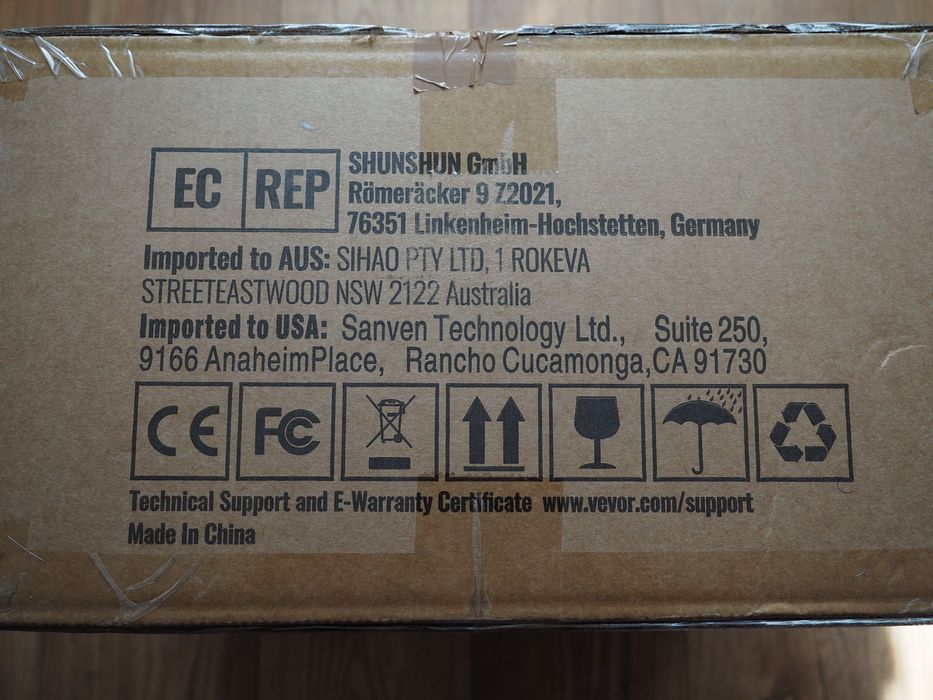 EC REP
SHUNSHUN GmbH
Römeräcker 9 Z2021,
76351 Linkenheim-Hochstetten, Germany
Imported to AUS: SIHAO PTY LTD, 1 ROKEVA
STREETEASTWOOD NSW 2122 Australia
Imported to USA: Sanven Technology Ltd., Suite 250,
9166 AnaheimPlace, Rancho Cucamonga,CA 91730
CE FC
Technical Support and E-Warranty Certificate www.vevor.com/support
Made In China